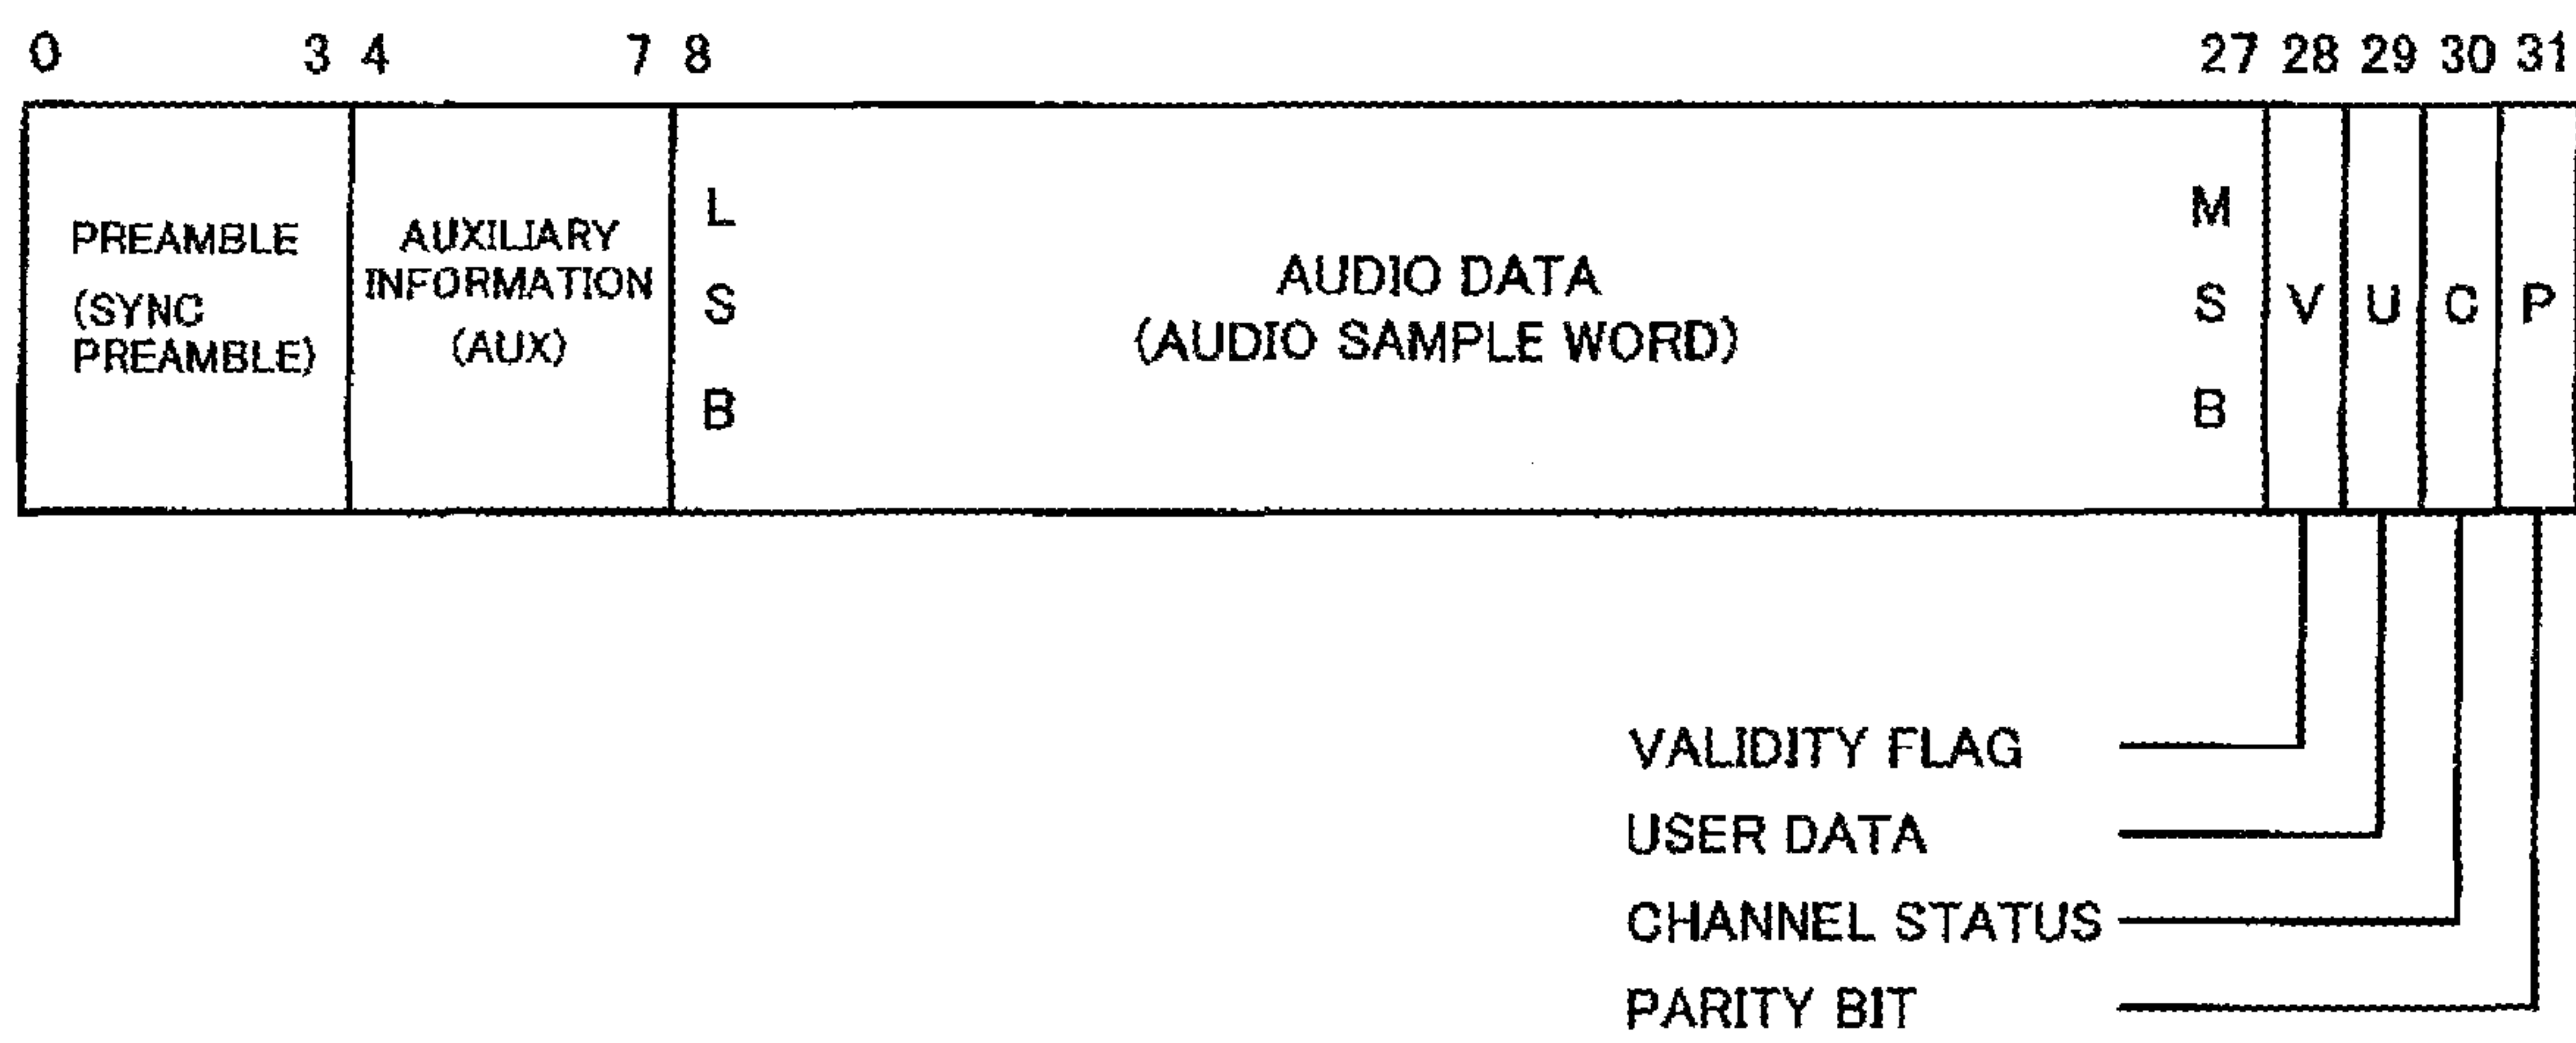 0 3 4 7 8 27 28 29 30 31
PREAMBLE
(SYNC
PREAMBLE)
AUXILIARY
INFORMATION
(AUX)
L
S
B
AUDIO DATA
(AUDIO SAMPLE WORD)
M
S
B
V
U
C
P
VALIDITY FLAG
USER DATA
CHANNEL STATUS
PARITY BIT